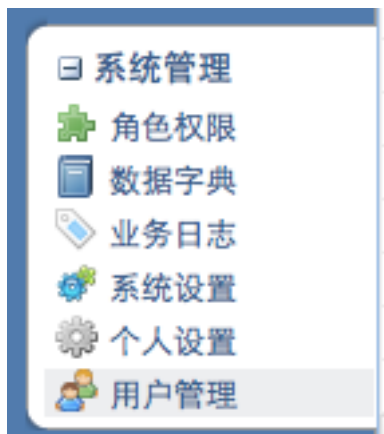 系统管理
角色权限
数据字典
业务日志
系统设置
个人设置
用户管理